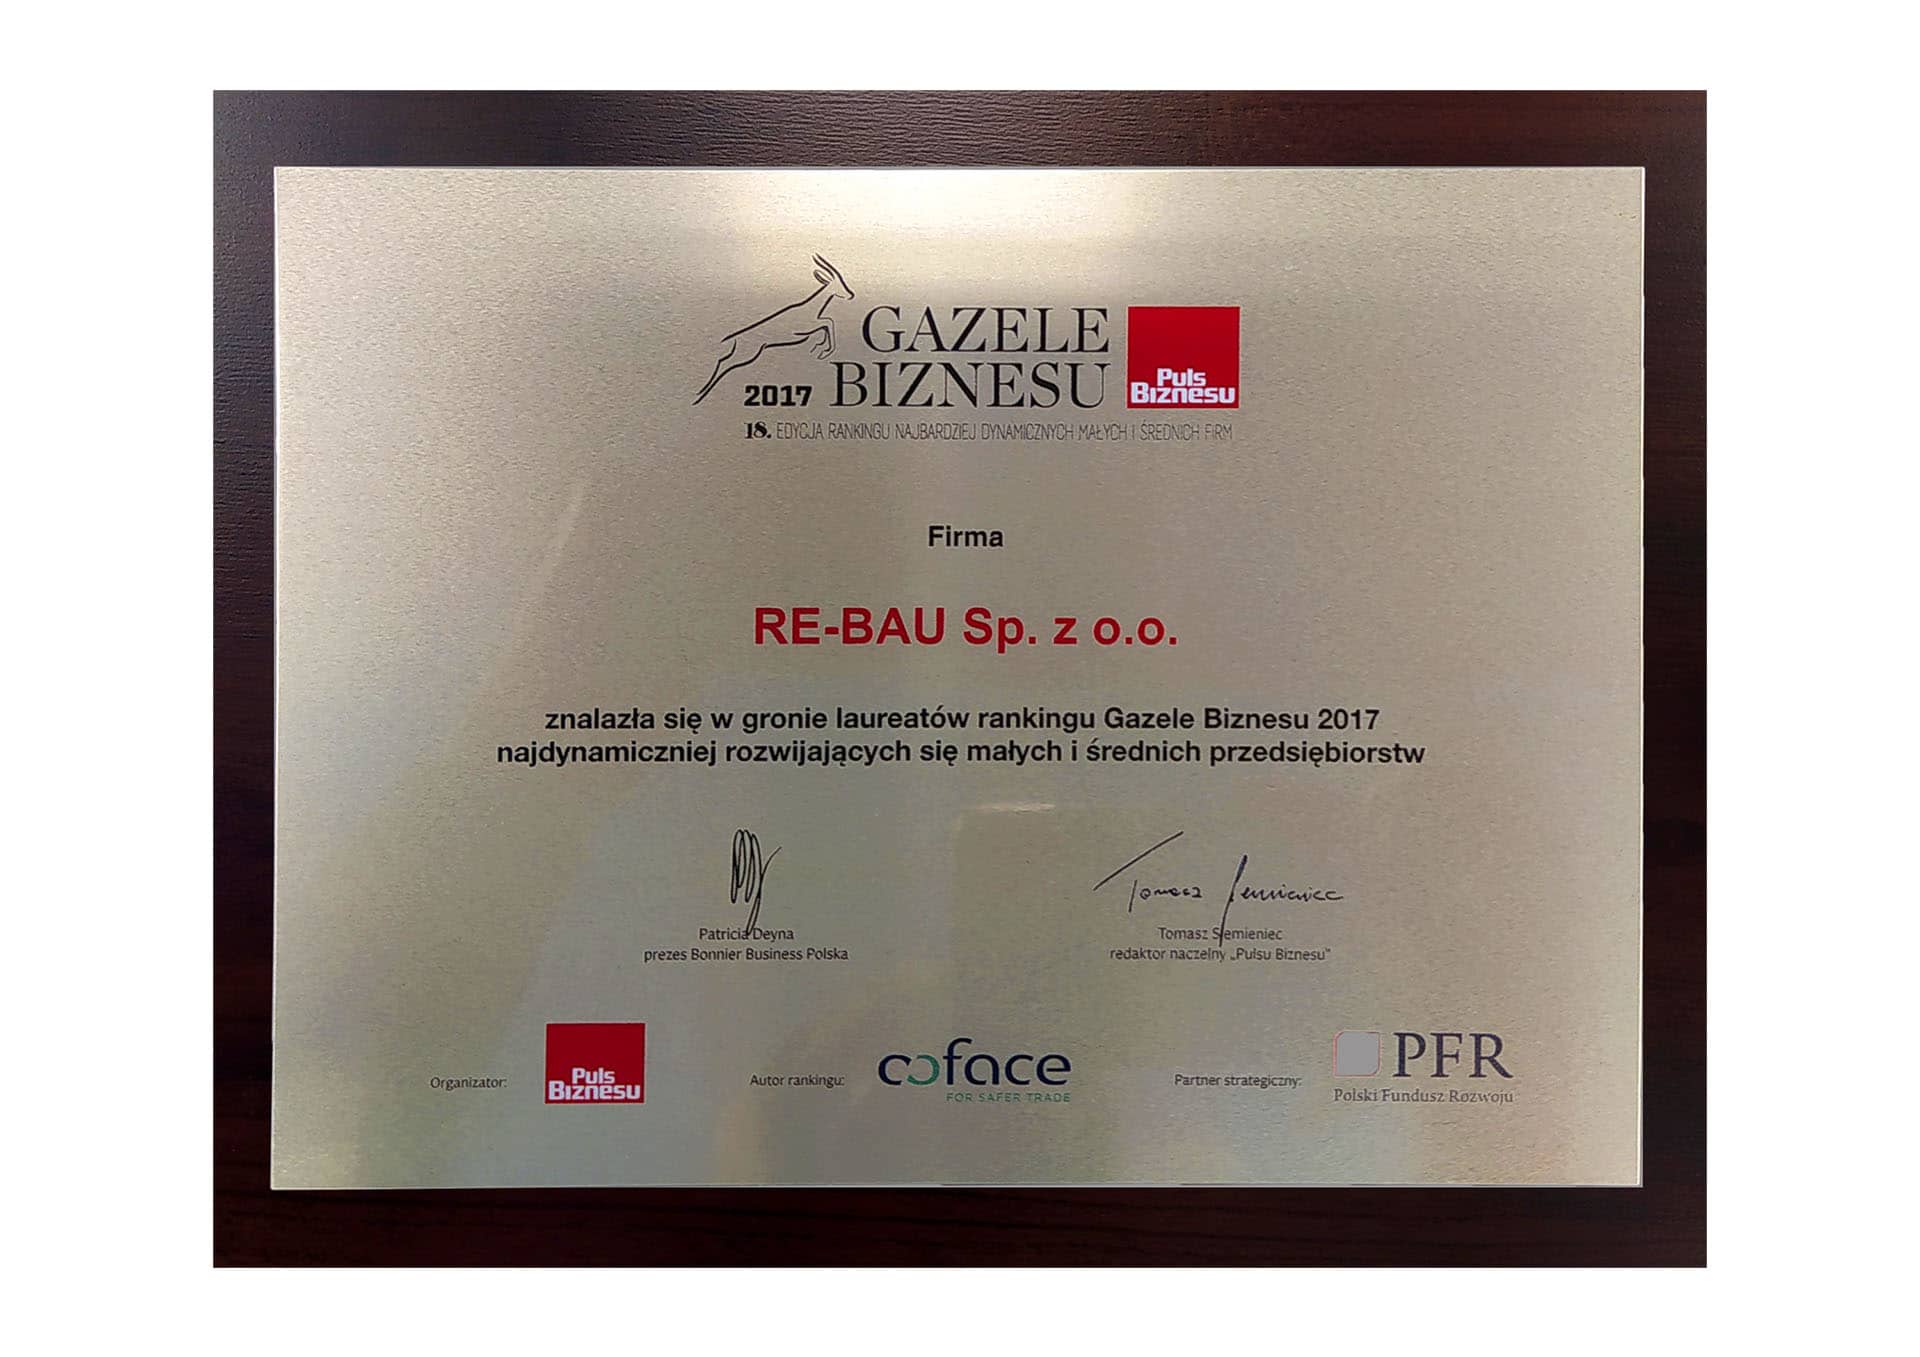 GAZELE
2017 BIZNESU
Puls
Biznesu
18. EDYCJA RANKINGU NAJBARDZIEJ DYNAMICZNYCH MAŁYCH I ŚREDNICH FIRM
Firma
RE-BAU Sp. z o.o.
znalazła się w gronie laureatów rankingu Gazele Biznesu 2017
najdynamiczniej rozwijających się małych i średnich przedsiębiorstw
Tomasz Siemieniec
Patricia Deyna
prezes Bonnier Business Polska
Tomasz Siemieniec
redaktor naczelny „Pulsu Biznesu”
Organizator:
Puls
Biznesu
Autor rankingu:
coface
FOR SAFER TRADE
Partner strategiczny:
PFR
Polski Fundusz Rozwoju